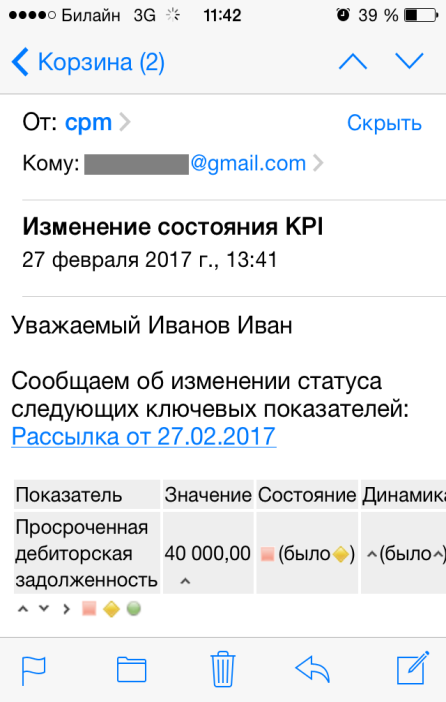 Билайн 3G 11:42 39 %
Корзина (2)
От: cpm Скрыть
Кому: @gmail.com
Изменение состояния KPI
27 февраля 2017 г., 13:41
Уважаемый Иванов Иван
Сообщаем об изменении статуса
следующих ключевых показателей:
Рассылка от 27.02.2017
Показатель Значение Состояние Динамика
Просроченная
дебиторская 40 000,00 (было ) (было )
задолженность